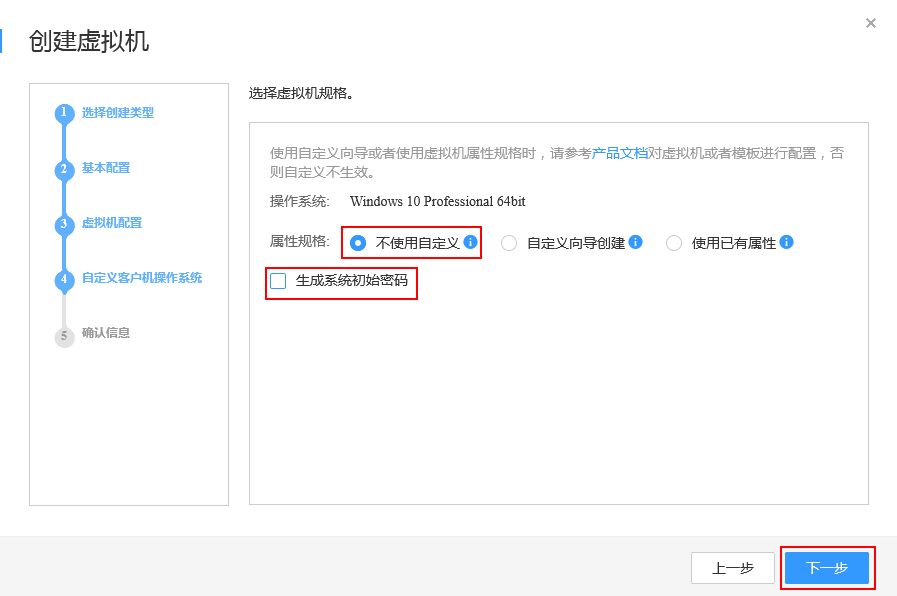 创建虚拟机
×
1 选择创建类型
2 基本配置
3 虚拟机配置
4 自定义客户机操作系统
5 确认信息
选择虚拟机规格。
使用自定义向导或者使用虚拟机属性规格时，请参考产品文档对虚拟机或者模板进行配置，否
则自定义不生效。
操作系统: Windows 10 Professional 64bit
属性规格: 不使用自定义 i 自定义向导创建 i 使用已有属性 i
生成系统初始密码
上一步 下一步